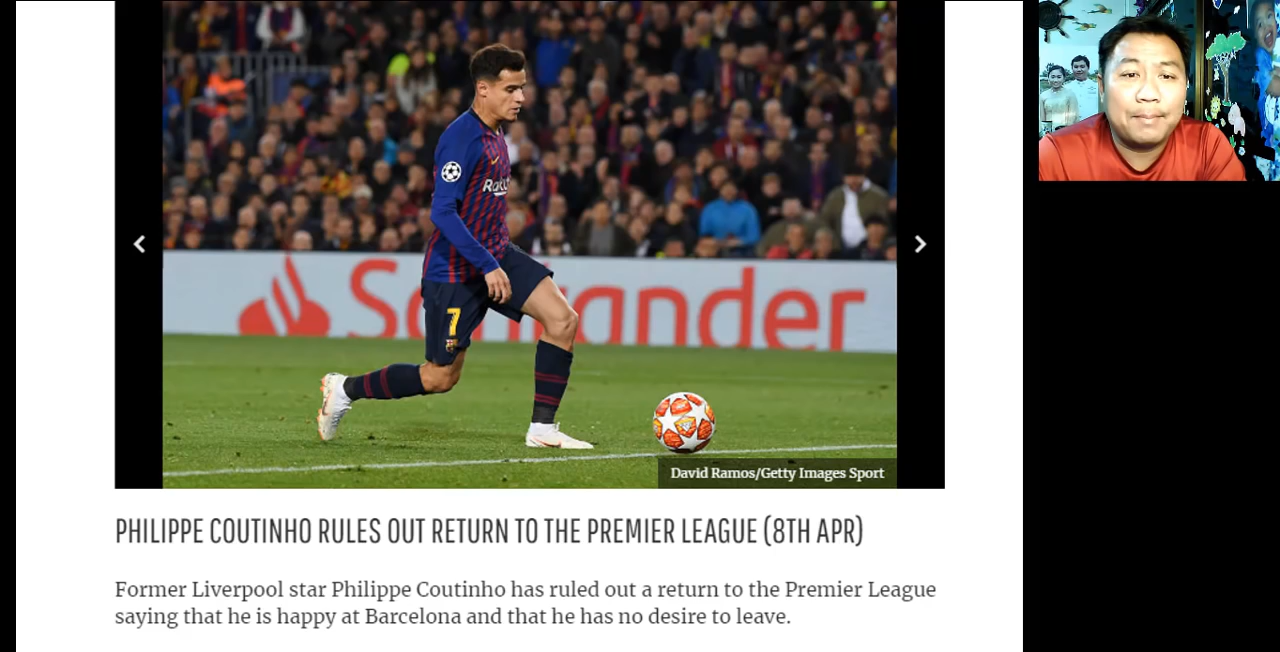 Rak
7
Santander
David Ramos/Getty Images Sport
PHILIPPE COUTINHO RULES OUT RETURN TO THE PREMIER LEAGUE (8TH APR)
Former Liverpool star Philippe Coutinho has ruled out a return to the Premier League
saying that he is happy at Barcelona and that he has no desire to leave.